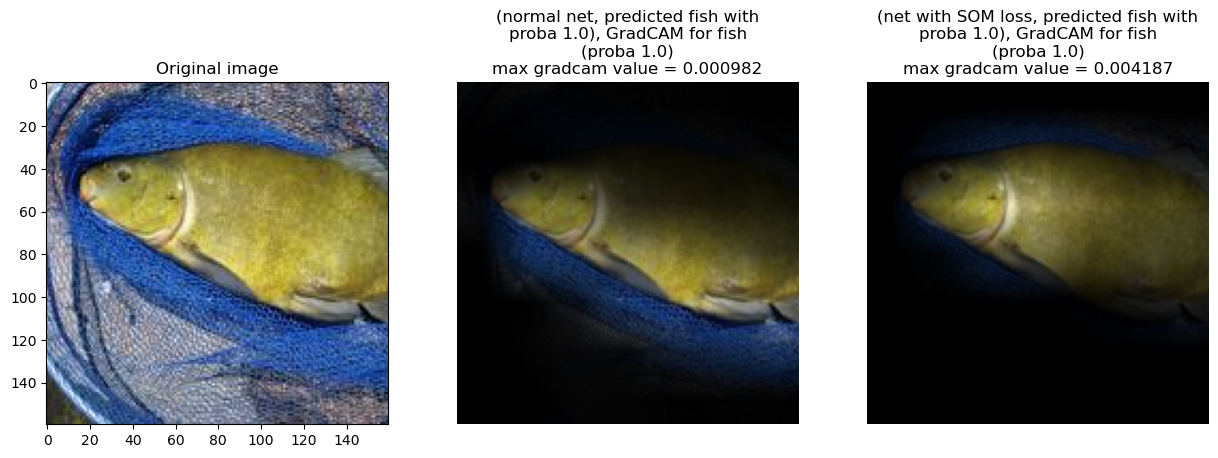 Original image
(normal net, predicted fish with
proba 1.0), GradCAM for fish
(proba 1.0)
max gradcam value = 0.000982
(net with SOM loss, predicted fish with
proba 1.0), GradCAM for fish
(proba 1.0)
max gradcam value = 0.004187
0
20
40
60
80
100
120
140
0 20 40 60 80 100 120 140